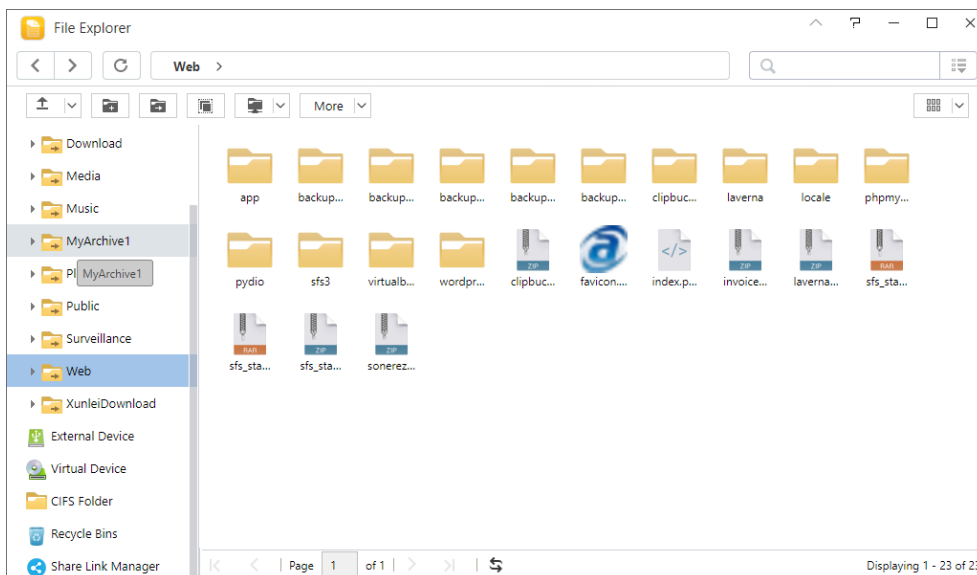 File Explorer
Web >
More
Download
Media
Music
MyArchive1
Pl
MyArchive1
Public
Surveillance
Web
XunleiDownload
External Device
Virtual Device
CIFS Folder
Recycle Bins
Share Link Manager
app backup... backup... backup... backup... backup... clipbuc... laverna locale phpmy...
ZIP </> ZIP ZIP RAR
pydio sfs3 virtualb... wordpr... clipbuc... favicon.... index.p... invoice... laverna... sfs_sta...
RAR ZIP ZIP
sfs_sta... sfs_sta... sonerez...
Page 1 of 1 Displaying 1 - 23 of 23